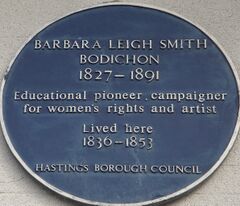 BARBARA LEIGH SMITH
BODICHON
1827-1891
Educational pioneer, campaigner
for women's rights and artist
Lived here
1836-1853
HASTINGS BOROUGH COUNCIL